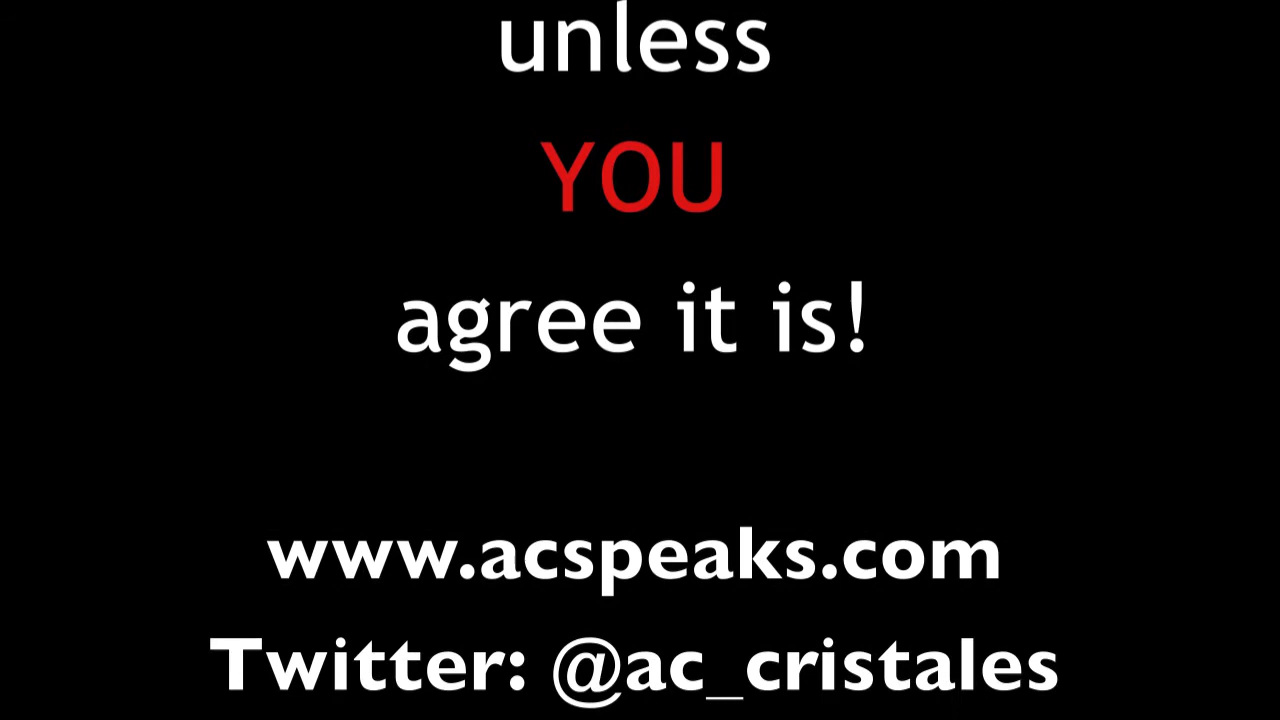 unless
YOU
agree it is!
www.acspeaks.com
Twitter: @ac_cristales